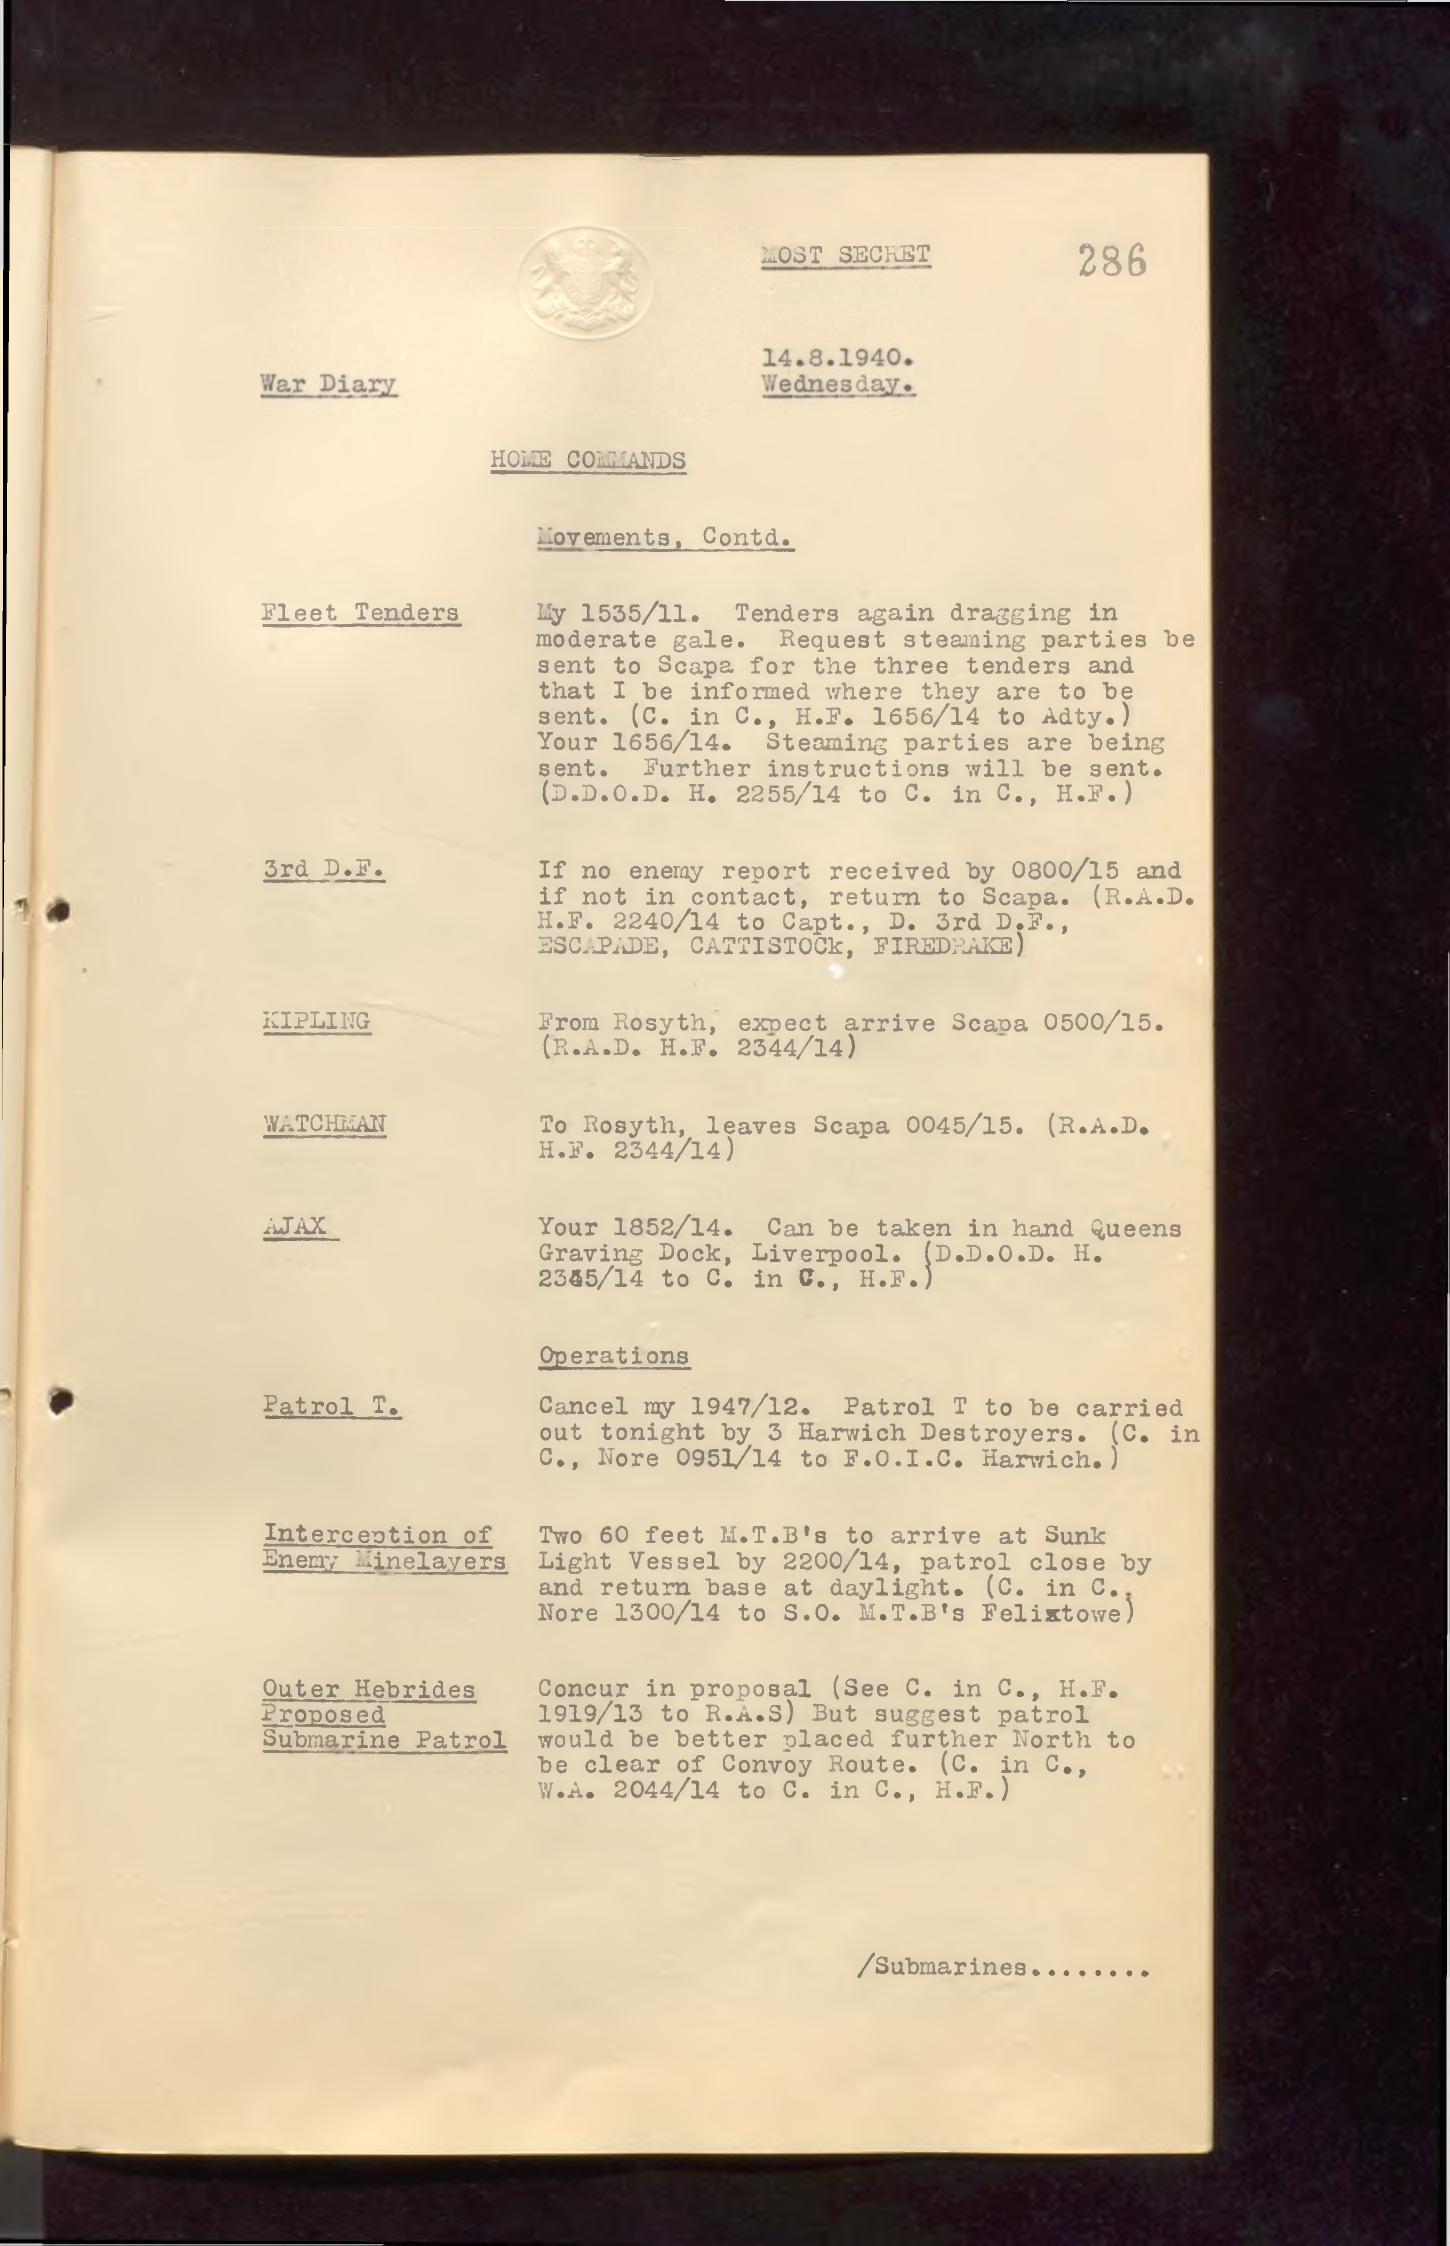 MOST SECRET
286
14.8.1940.
War Diary
Wednesday.
HOME COMMANDS
Movements, Contd.
Fleet Tenders
My 1535/11. Tenders again dragging in
moderate gale. Request steaming parties be
sent to Scapa for the three tenders and
that I be informed where they are to be
sent. (C. in C., H.F. 1656/14 to Adty.)
Your 1656/14. Steaming parties are being
sent. Further instructions will be sent.
(D.D.O.D. H. 2255/14 to C. in C., H.F.)
3rd D.F.
If no enemy report received by 0800/15 and
if not in contact, return to Scapa. (R.A.D.
H.F. 2240/14 to Capt., D. 3rd D.F.,
ESCAPADE, CATTISTOCk, FIREDRAKE)
KIPLING
From Rosyth, expect arrive Scapa 0500/15.
(R.A.D. H.F. 2344/14)
WATCHMAN
To Rosyth, leaves Scapa 0045/15. (R.A.D.
H.F. 2344/14)
AJAX
Your 1852/14. Can be taken in hand Queens
Graving Dock, Liverpool. (D.D.O.D. H.
to C. in C., H.F.)
Operations
Patrol T.
Cancel my 1947/12. Patrol T to be carried
out tonight by 3 Harwich Destroyers. (C. in
C., Nore 0951/14 to F.O.I.C. Harwich.)
Interception of
Enemy Minelayers
Two 60 feet M.T.B's to arrive at Sunk
Light Vessel by 2200/14, patrol close by
and return base at daylight. (C. in C.,
Nore 1300/14 to S.O. M.T.B's Felixtowe)
Outer Hebrides
Proposed
Submarine Patrol
Concur in proposal (See C. in C., H.F.
1919/13 to R.A.S) But suggest patrol
would be better placed further North to
be clear of Convoy Route. (C. in C.,
W.A. 2044/14 to C. in C., H.F.)
/Submarines........